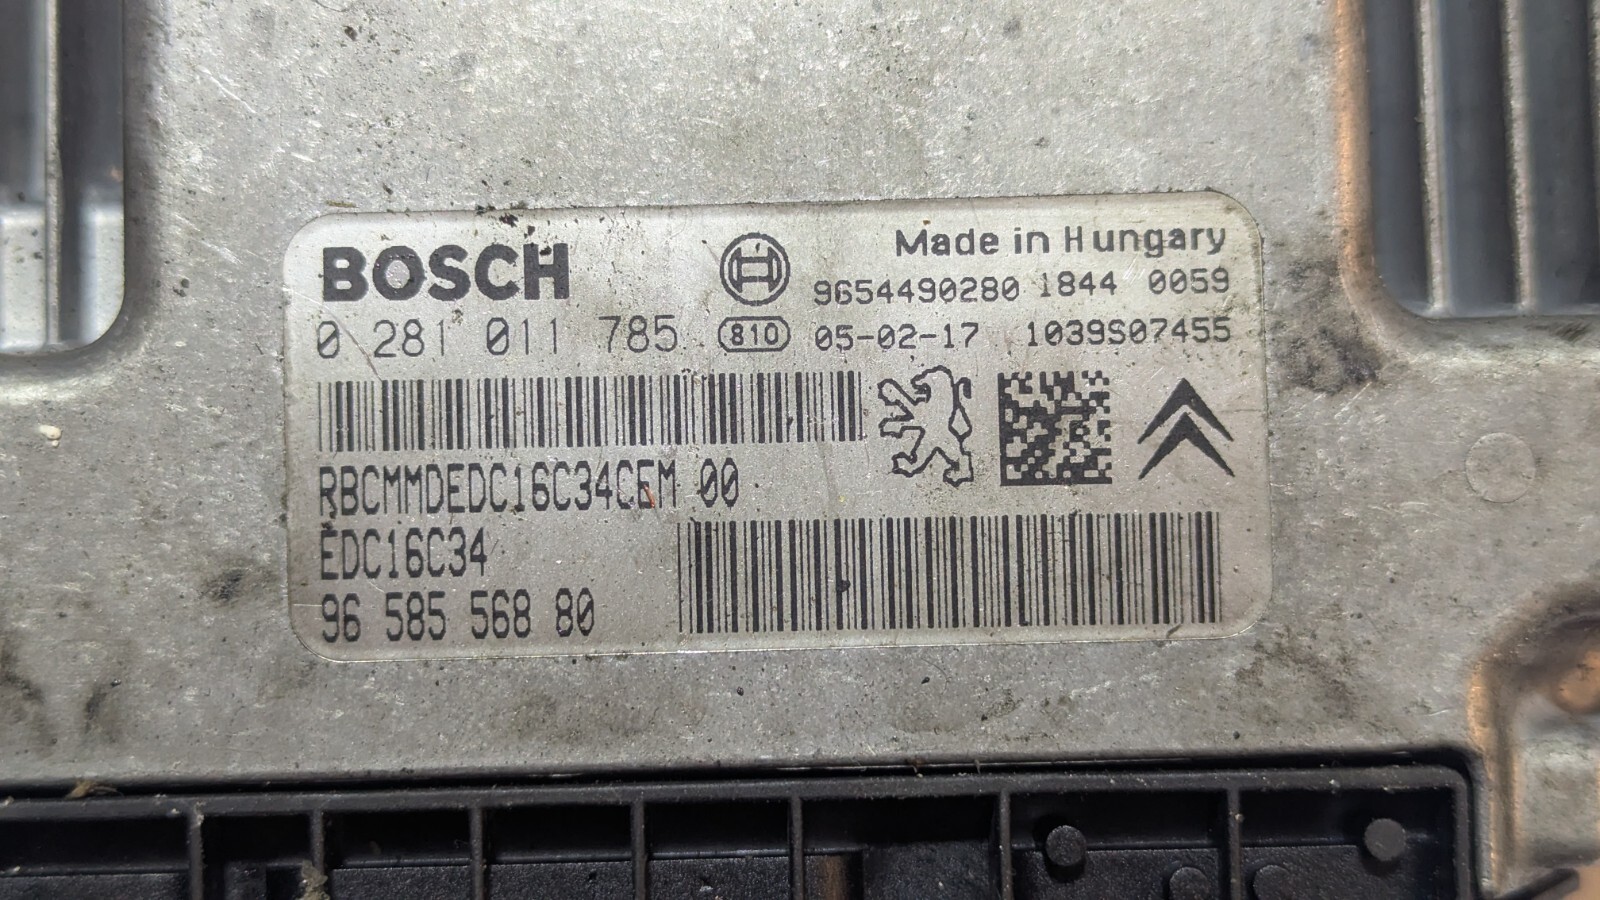 BOSCH
Made in Hungary
9654490280 1844 0059
0 281 011 785 810 05-02-17 1039S07455
RBCMMDEDC16C34CEM 00
EDC16C34
96 585 568 80